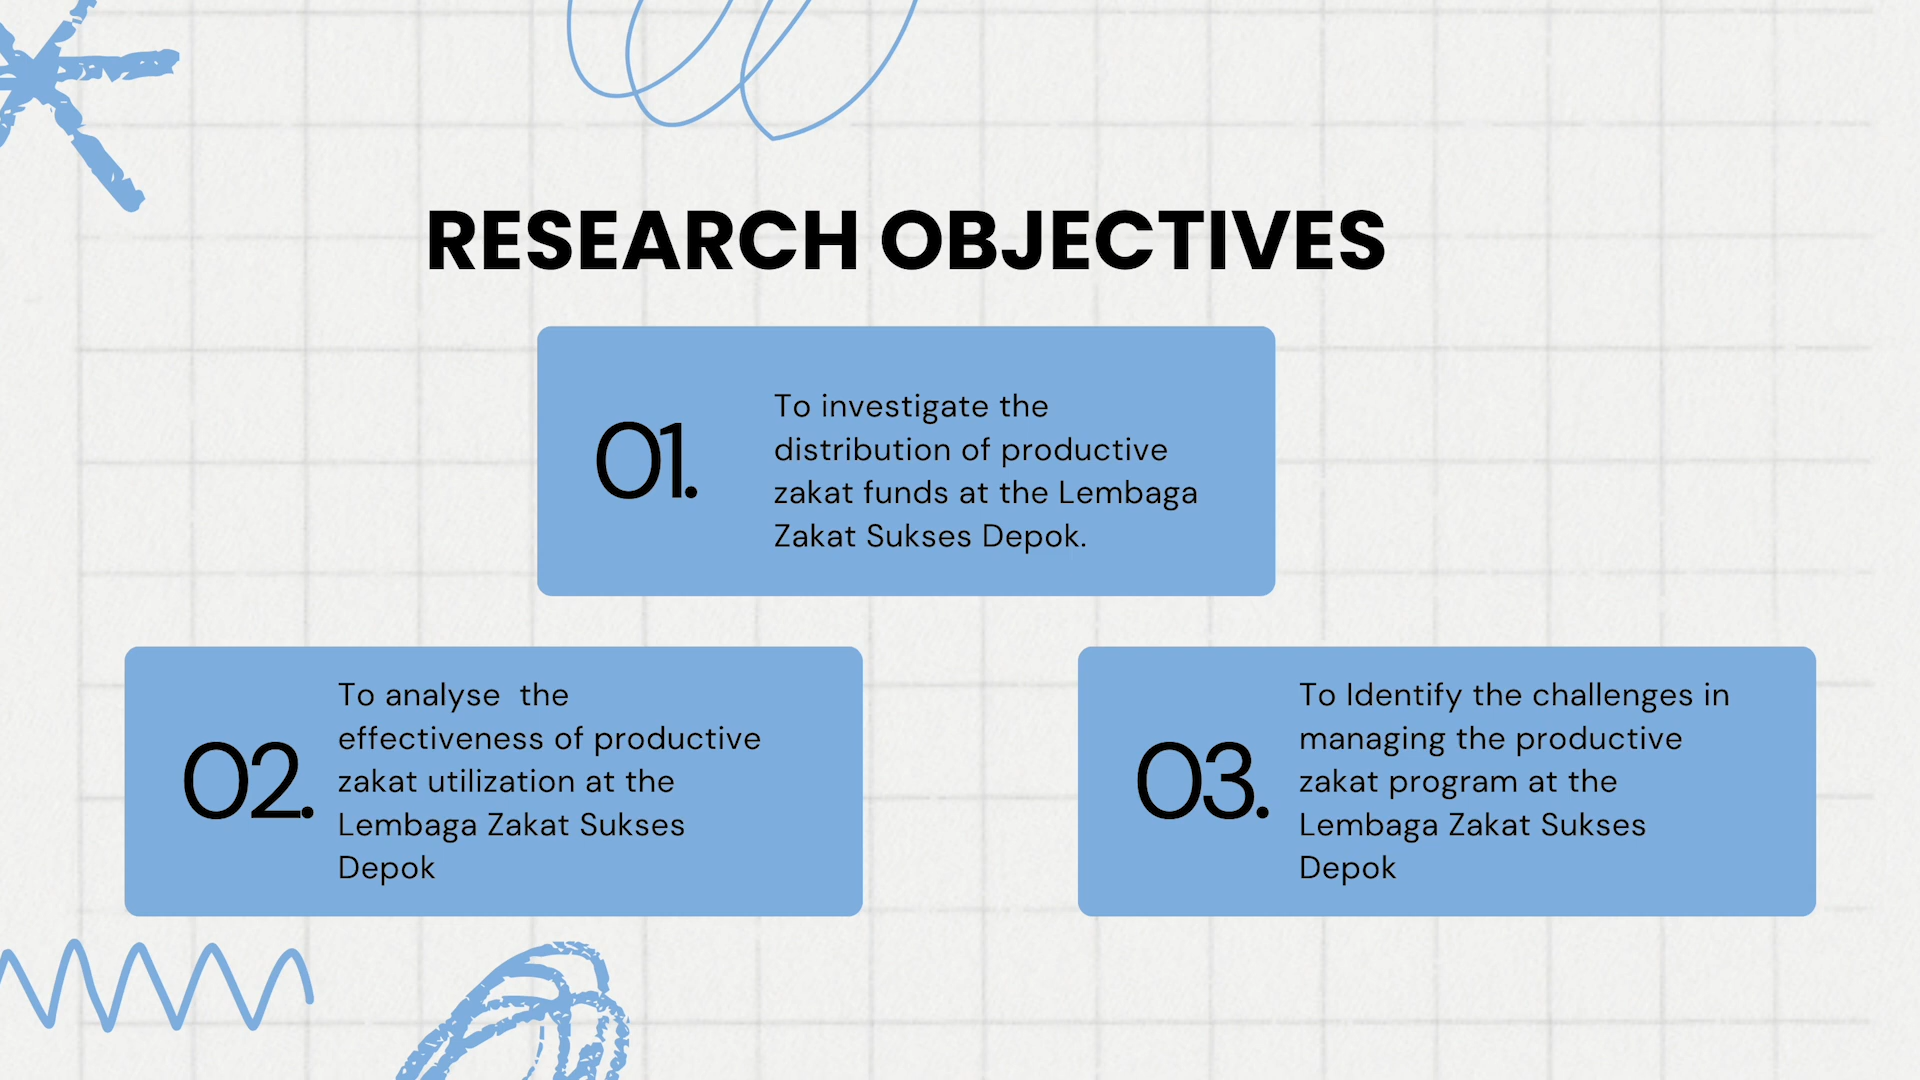 RESEARCH OBJECTIVES
01.
To investigate the
distribution of productive
zakat funds at the Lembaga
Zakat Sukses Depok.
02.
To analyse  the
effectiveness of productive
zakat utilization at the
Lembaga Zakat Sukses
Depok
03.
To Identify the challenges in
managing the productive
zakat program at the
Lembaga Zakat Sukses
Depok